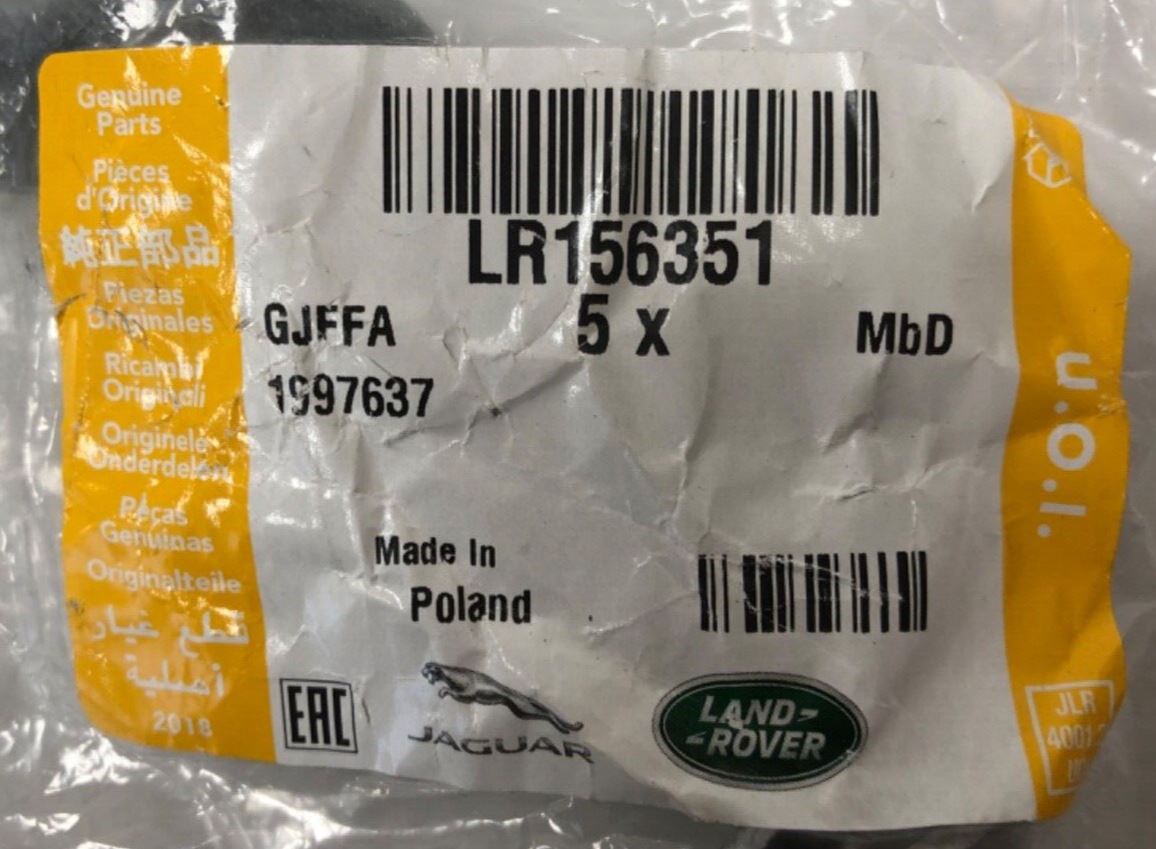 Genuine
Parts
Pièces
d'Origine
純正部品
Piezas
Originales
Ricambi
Originali
Originele
Onderdelen
Peças
Genuinas
Originalteile
قطع غيار
أصلية
2018
LR156351
GJFFA
5 x
MbD
1997637
Made In
Poland
EAC
JAGUAR
LAND-
-ROVER
u.o.l.
JLR